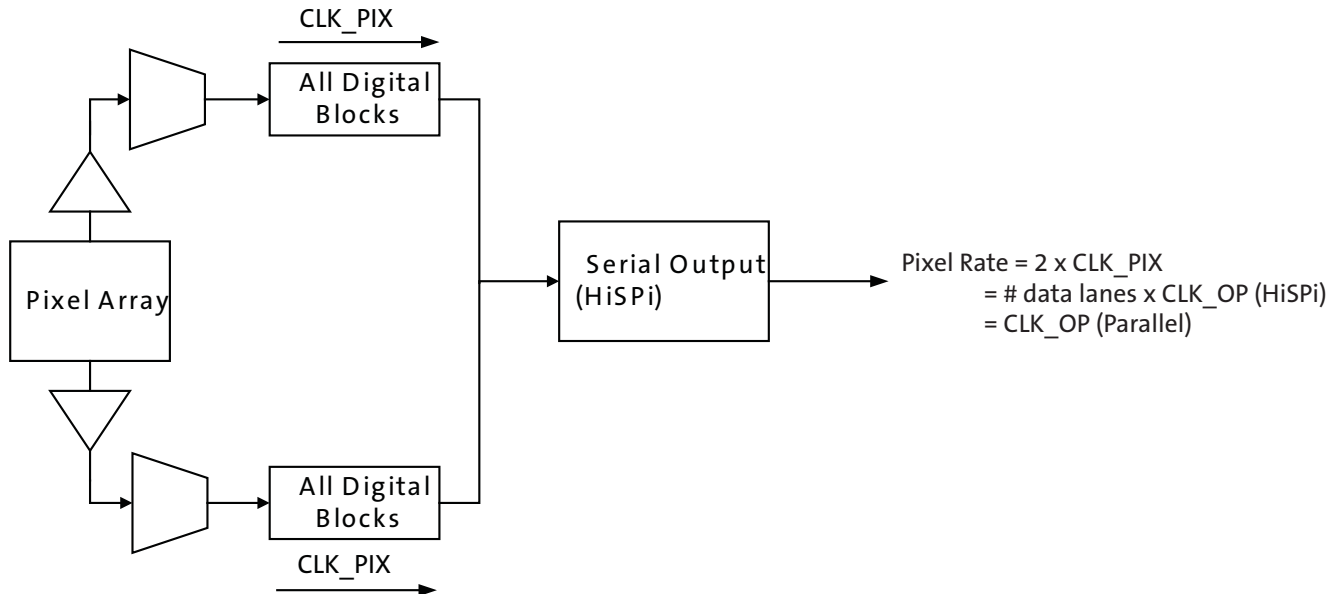 CLK_PIX
All Digital
Blocks
Pixel Array
Serial Output
(HiSPi)
Pixel Rate = 2 x CLK_PIX
= # data lanes x CLK_OP (HiSPi)
= CLK_OP (Parallel)
All Digital
Blocks
CLK_PIX